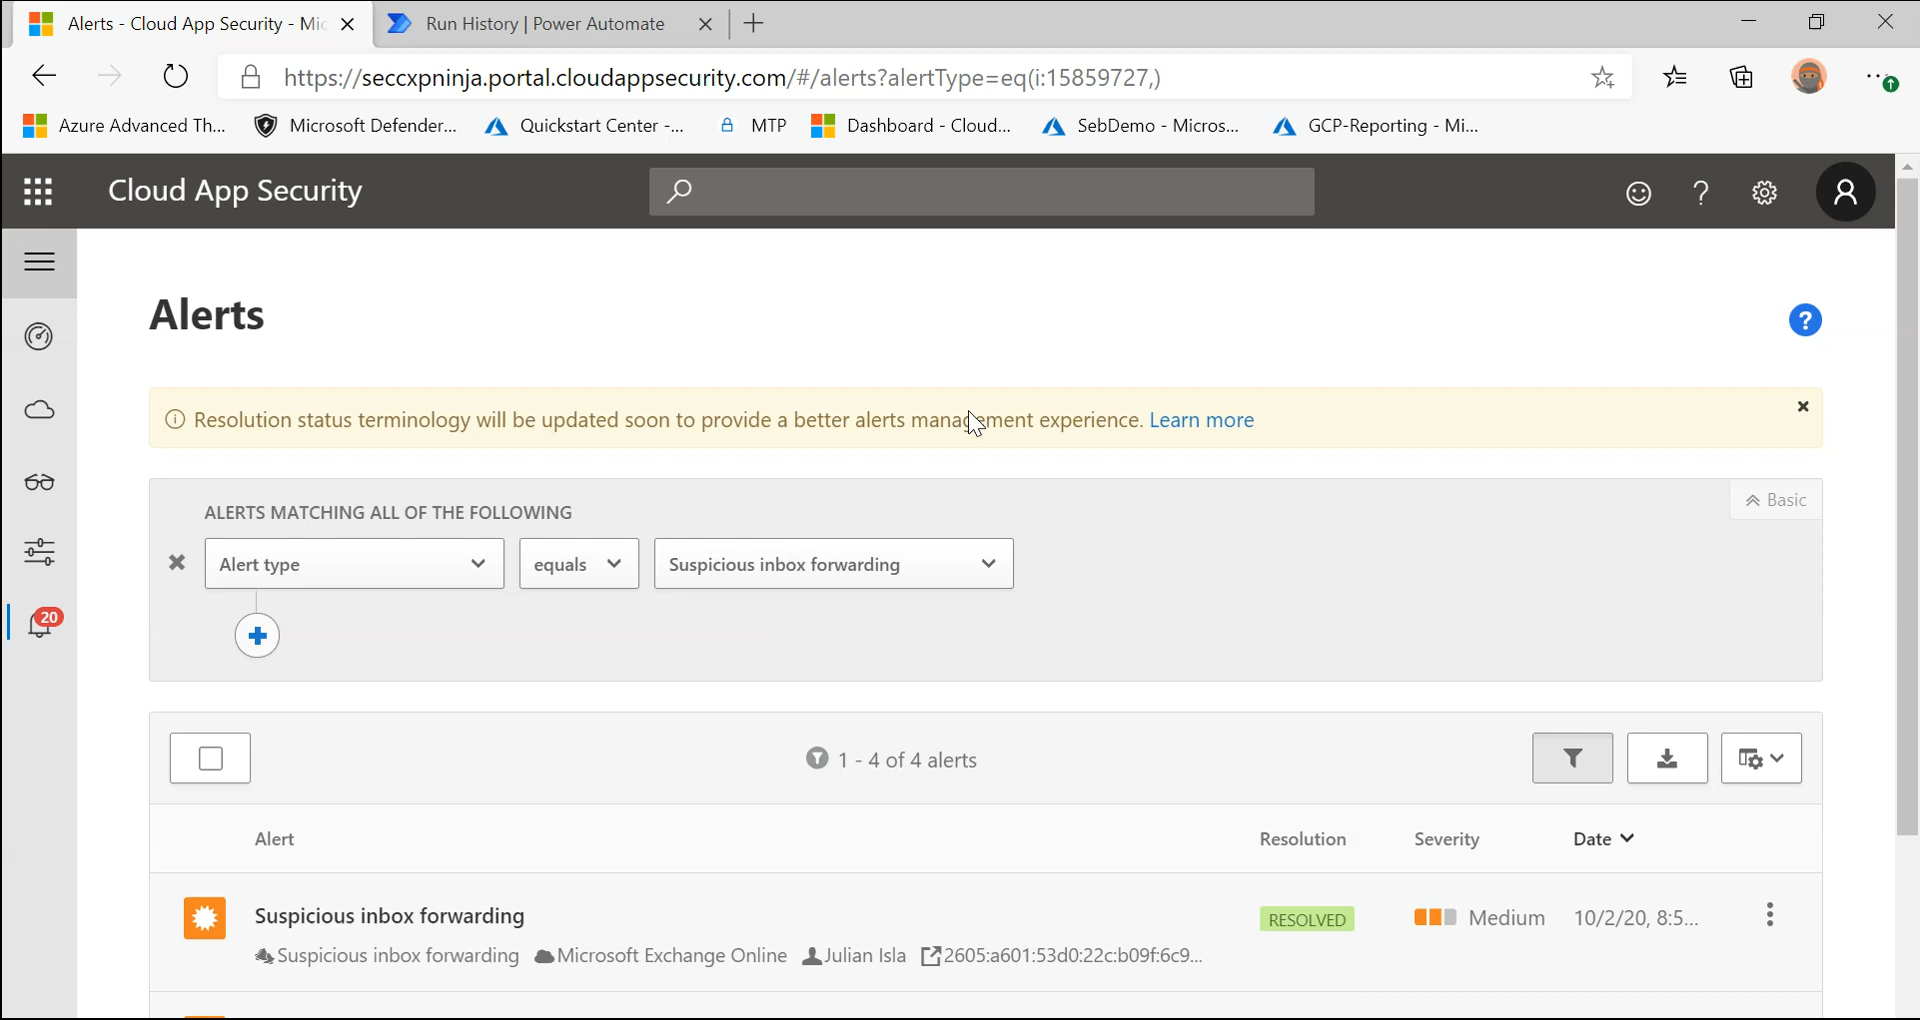 Alerts - Cloud App Security - Mic
Run History | Power Automate
https://seccxpninja.portal.cloudappsecurity.com/#/alerts?alertType=eq(i:15859727,)
Azure Advanced Th... Microsoft Defender... Quickstart Center -... MTP Dashboard - Cloud... SebDemo - Micros... GCP-Reporting - Mi...
Cloud App Security
?
Alerts
?
Resolution status terminology will be updated soon to provide a better alerts management experience. Learn more
Basic
ALERTS MATCHING ALL OF THE FOLLOWING
Alert type equals Suspicious inbox forwarding
20
1 - 4 of 4 alerts
Alert Resolution Severity Date
Suspicious inbox forwarding RESOLVED Medium 10/2/20, 8:5...
Suspicious inbox forwarding Microsoft Exchange Online Julian Isla 2605:a601:53d0:22c:b09f:6c9...